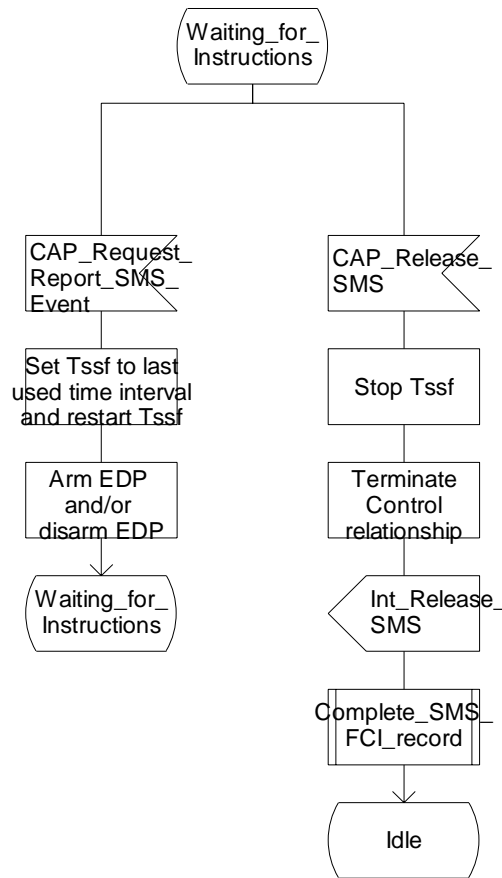 Waiting_for_
Instructions
CAP_Request_
Report_SMS_
Event
Set Tssf to last
used time interval
and restart Tssf
Arm EDP
and/or
disarm EDP
Waiting_for_
Instructions
CAP_Release_
SMS
Stop Tssf
Terminate
Control
relationship
Int_Release_
SMS
Complete_SMS_
FCI_record
Idle